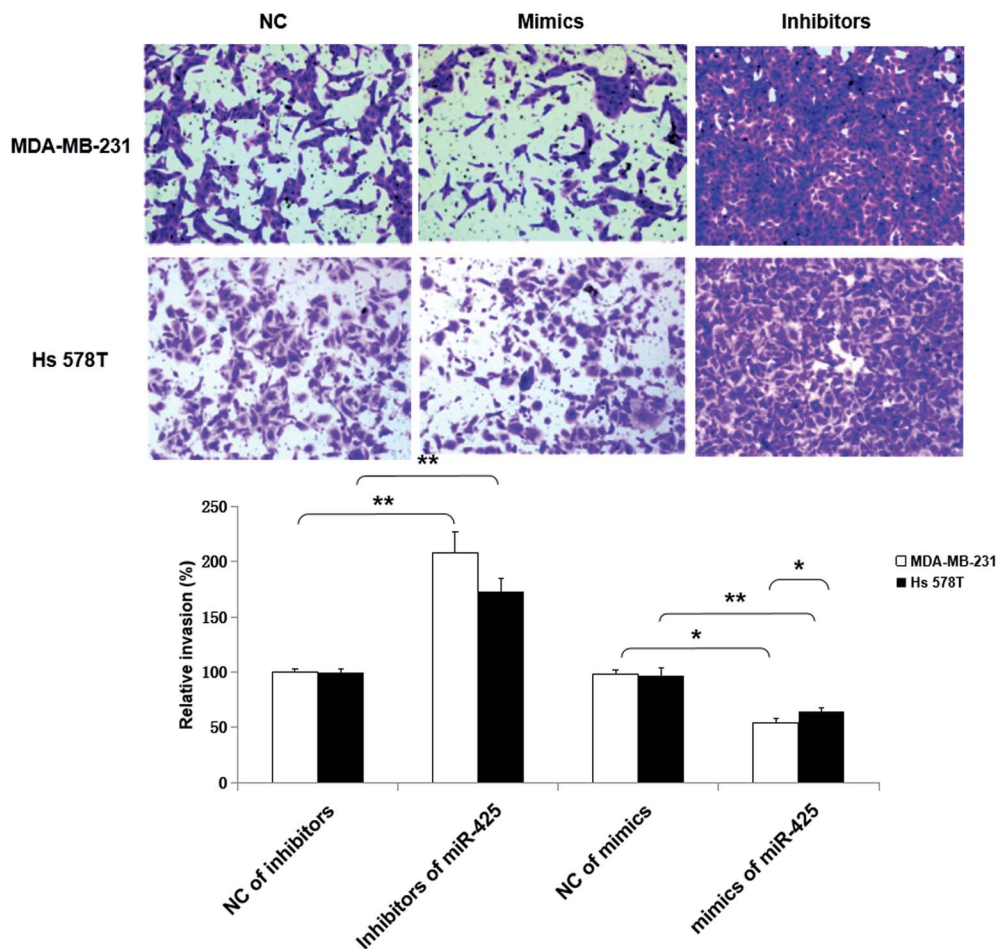 NC Mimics Inhibitors
MDA-MB-231
Hs 578T
**
**
*
**
*
250
200
150
100
50
0
Relative invasion (%)
MDA-MB-231
Hs 578T
NC of inhibitors
Inhibitors of miR-425
NC of mimics
mimics of miR-425